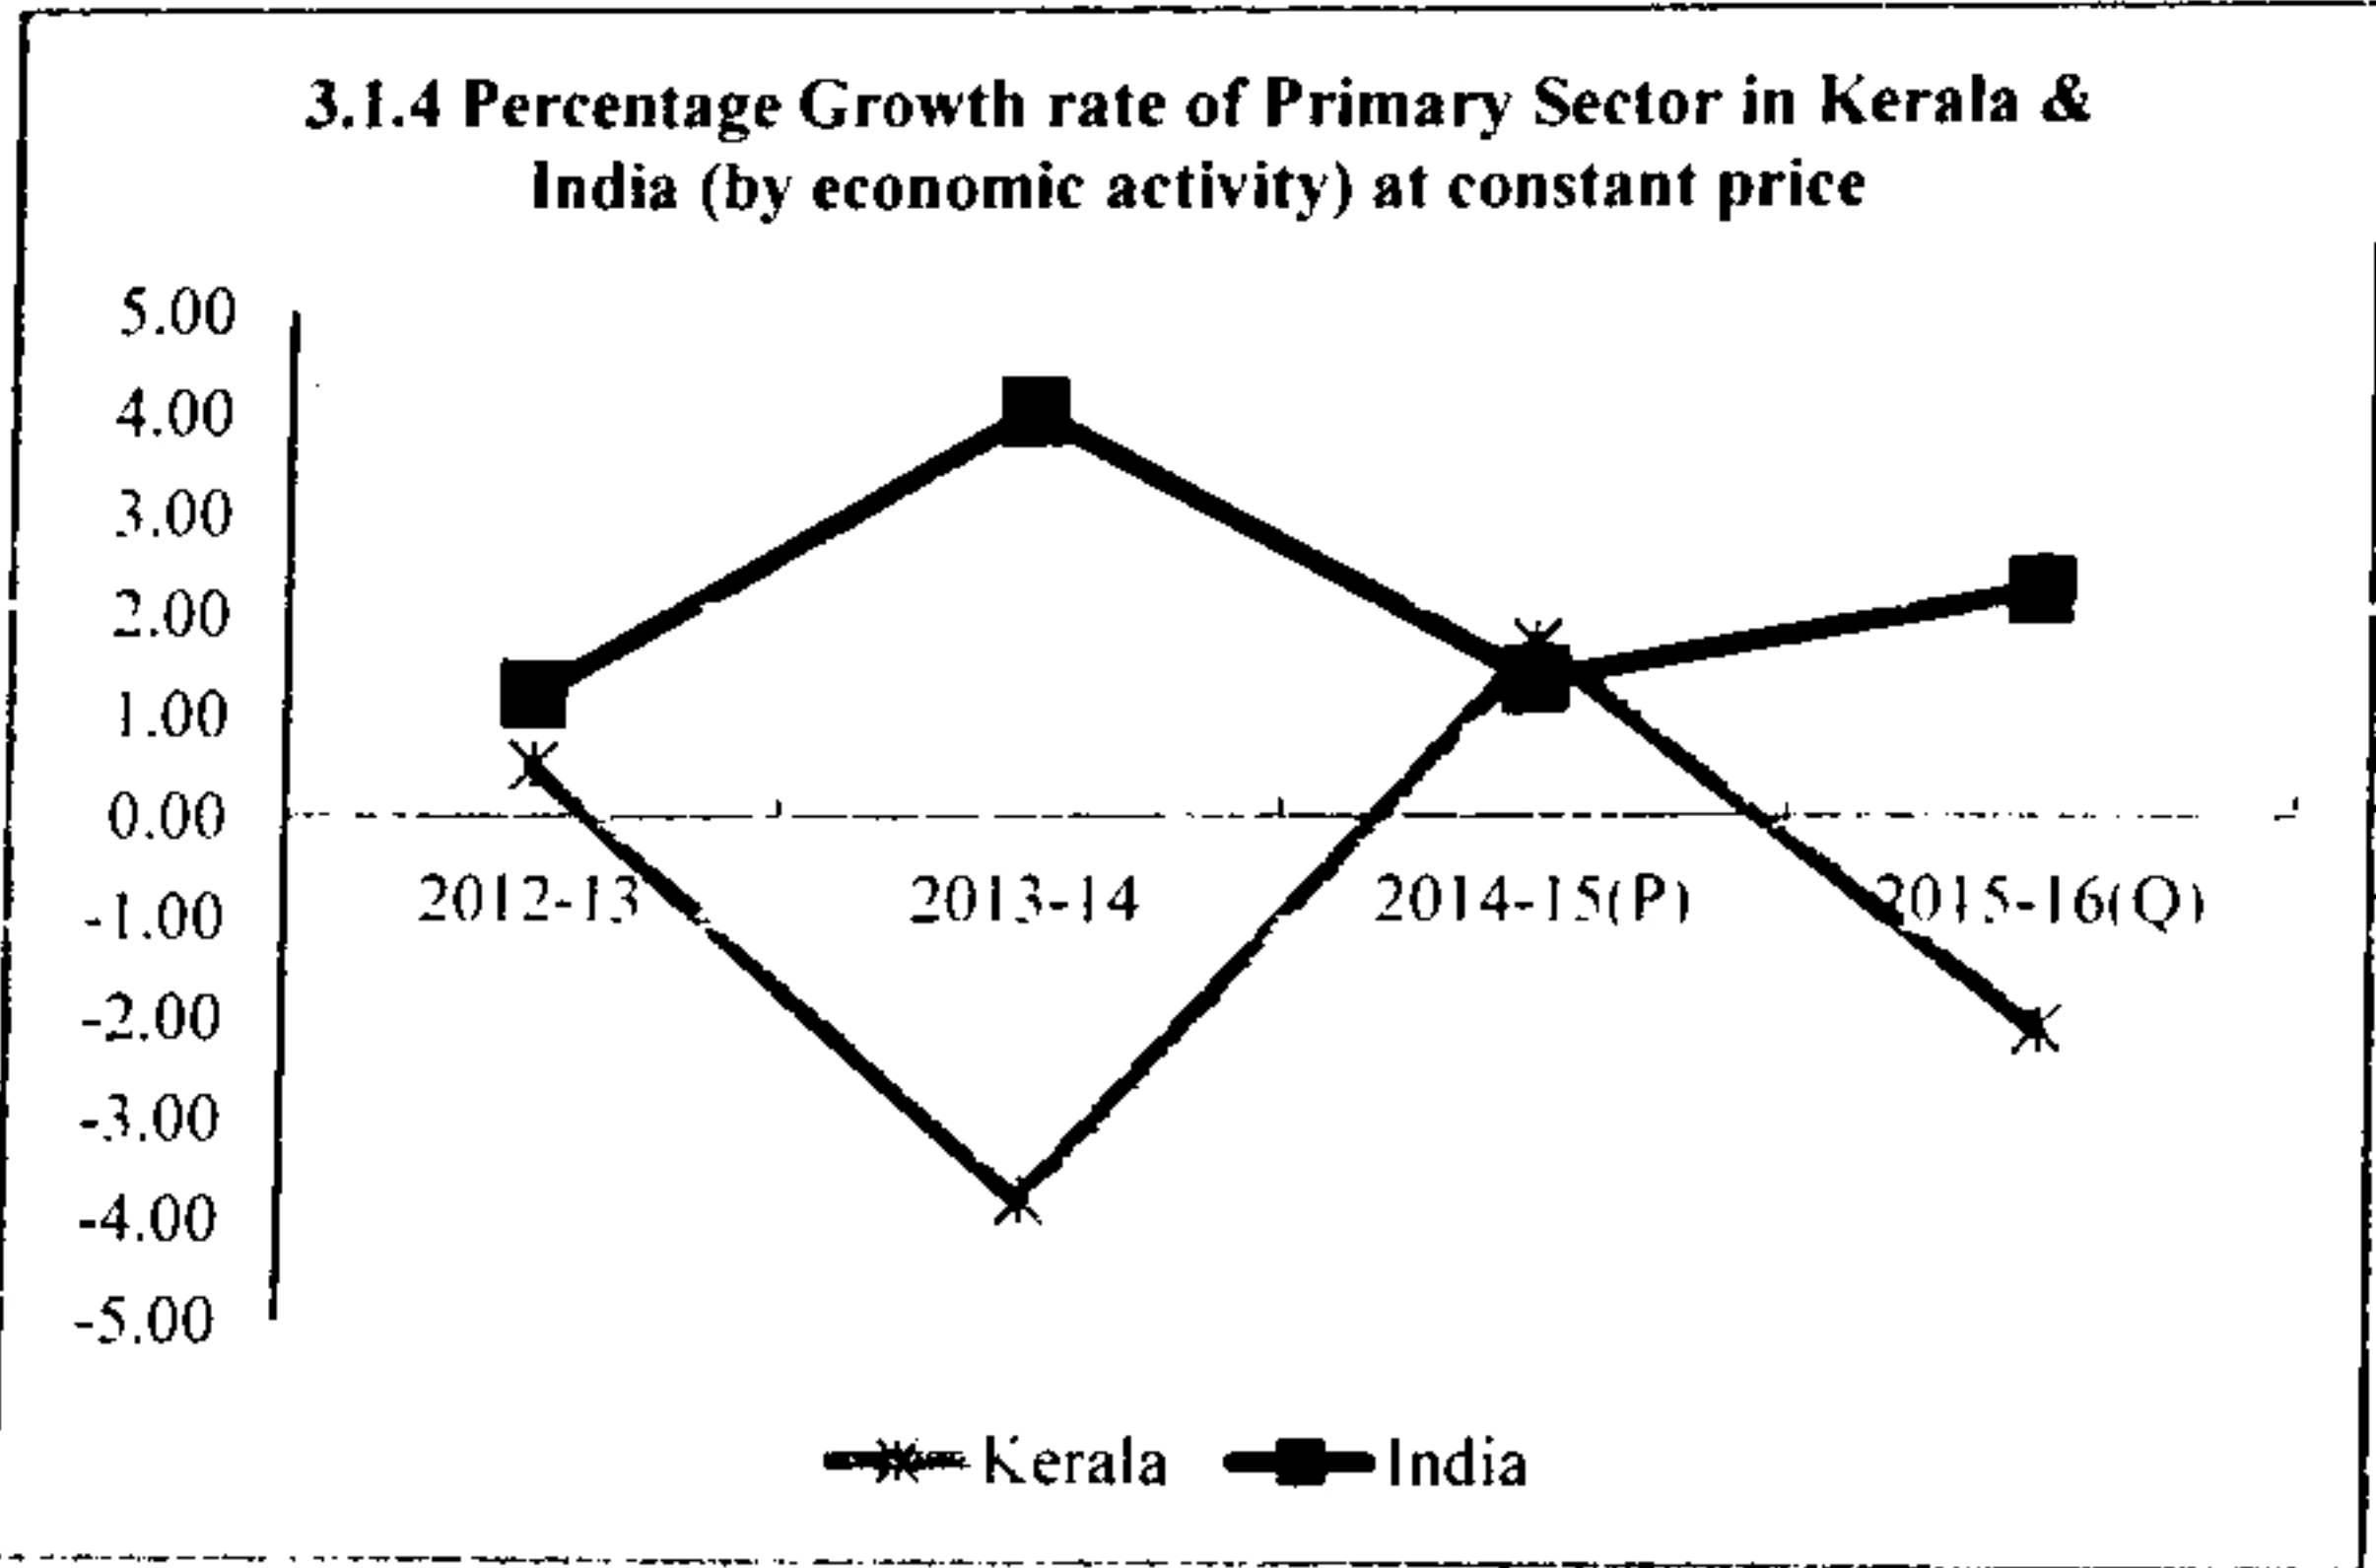 3.1.4 Percentage Growth rate of Primary Sector in Kerala &
India (by economic activity) at constant price
5.00
4.00
3.00
2.00
1.00
0.00
-1.00
-2.00
-3.00
-4.00
-5.00
2012-13 2013-14 2014-15(P) 2015-16(Q)
Kerala India